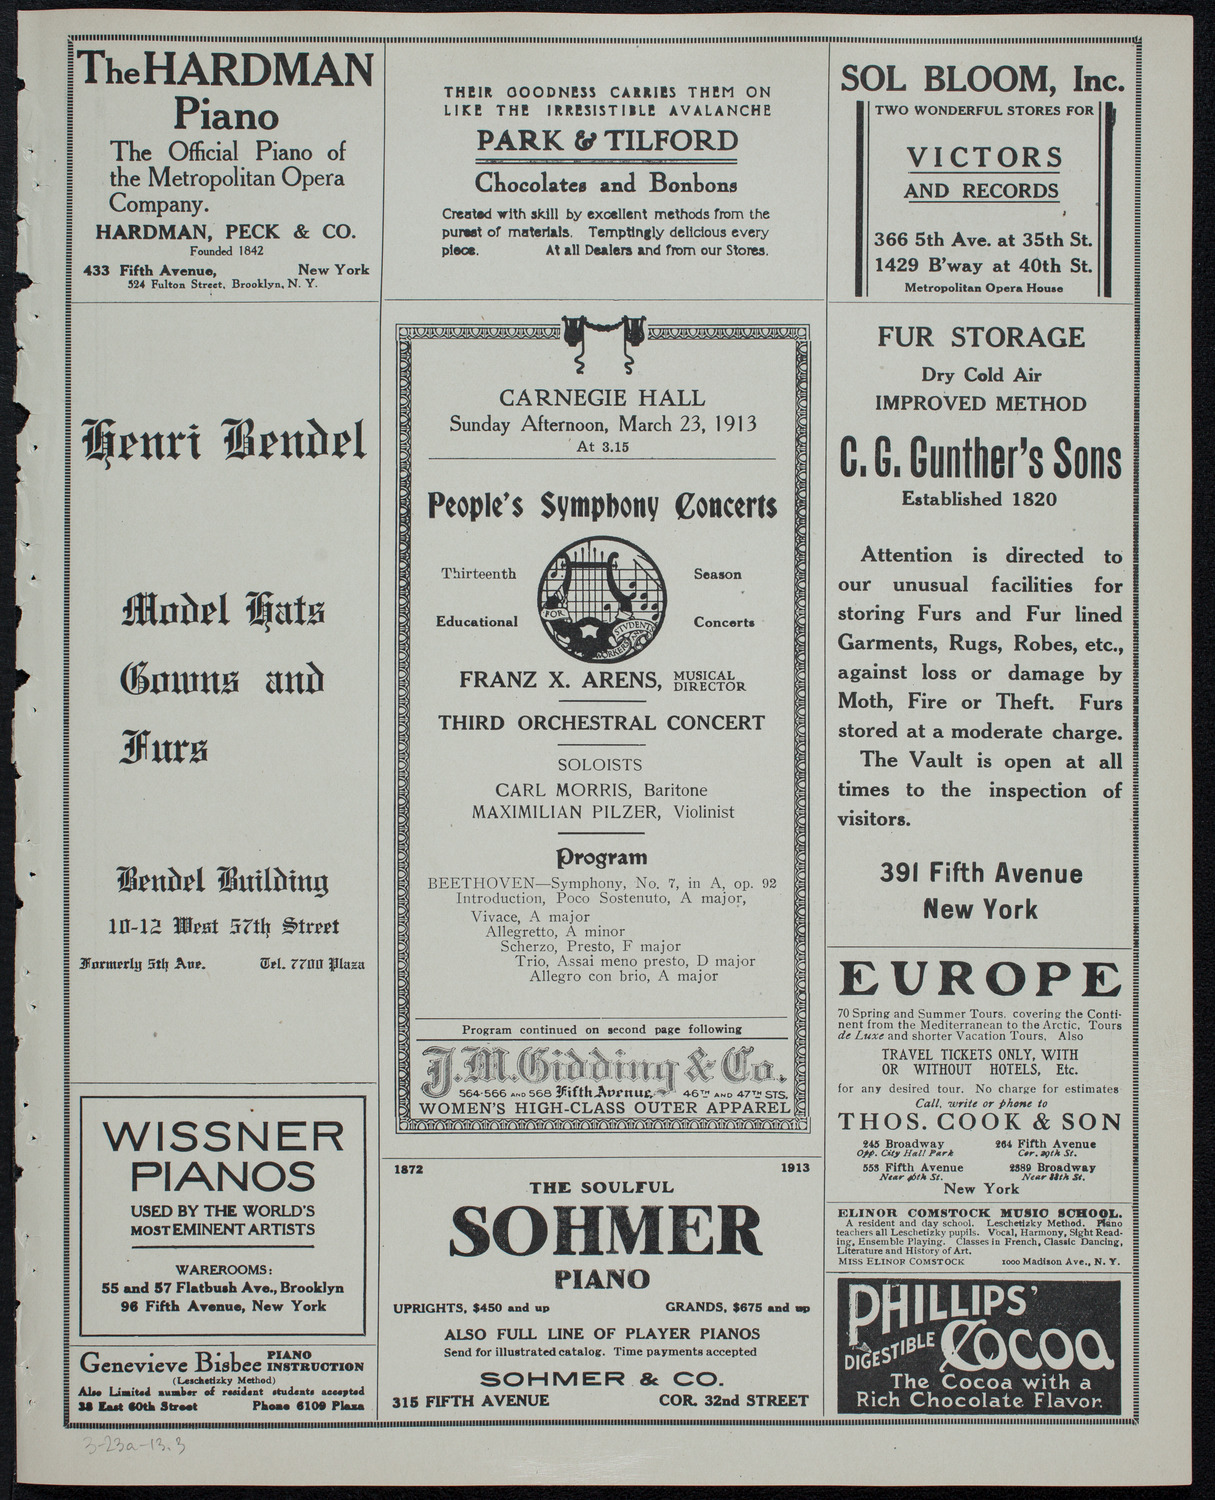 The HARDMAN
Piano
The Official Piano of
the Metropolitan Opera
Company.
HARDMAN, PECK & CO.
Founded 1842
433 Fifth Avenue, New York
524 Fulton Street, Brooklyn, N. Y.
Henri Bendel
Model Hats
Gowns and
Furs
Bendel Building
10-12 West 57th Street
Formerly 5th Ave. Tel. 7700 Plaza
WISSNER
PIANOS
USED BY THE WORLD'S
MOST EMINENT ARTISTS
WAREROOMS:
55 and 57 Flatbush Ave., Brooklyn
96 Fifth Avenue, New York
Genevieve Bisbee PIANO INSTRUCTION
(Leschetizky Method)
Also Limited number of resident students accepted
38 East 60th Street Phone 6109 Plaza
THEIR GOODNESS CARRIES THEM ON
LIKE THE IRRESISTIBLE AVALANCHE
PARK & TILFORD
Chocolates and Bonbons
Created with skill by excellent methods from the
purest of materials. Temptingly delicious every
piece. At all Dealers and from our Stores.
CARNEGIE HALL
Sunday Afternoon, March 23, 1913
At 3.15
People's Symphony Concerts
Thirteenth Season
Educational Concerts
FOR STUDENTS AND WORKERS
FRANZ X. ARENS, MUSICAL DIRECTOR
THIRD ORCHESTRAL CONCERT
SOLOISTS
CARL MORRIS, Baritone
MAXIMILIAN PILZER, Violinist
Program
BEETHOVEN—Symphony, No. 7, in A, op. 92
Introduction, Poco Sostenuto, A major,
Vivace, A major
Allegretto, A minor
Scherzo, Presto, F major
Trio, Assai meno presto, D major
Allegro con brio, A major
Program continued on second page following
J. M. Gidding & Co.
564-566 AND 568 Fifth Avenue, 46TH AND 47TH STS.
WOMEN'S HIGH-CLASS OUTER APPAREL
1872 1913
THE SOULFUL
SOHMER
PIANO
UPRIGHTS, $450 and up GRANDS, $675 and up
ALSO FULL LINE OF PLAYER PIANOS
Send for illustrated catalog. Time payments accepted
SOHMER & CO.
315 FIFTH AVENUE COR. 32nd STREET
SOL BLOOM, Inc.
TWO WONDERFUL STORES FOR
VICTORS
AND RECORDS
366 5th Ave. at 35th St.
1429 B'way at 40th St.
Metropolitan Opera House
FUR STORAGE
Dry Cold Air
IMPROVED METHOD
C. G. Gunther's Sons
Established 1820
Attention is directed to
our unusual facilities for
storing Furs and Fur lined
Garments, Rugs, Robes, etc.,
against loss or damage by
Moth, Fire or Theft. Furs
stored at a moderate charge.
The Vault is open at all
times to the inspection of
visitors.
391 Fifth Avenue
New York
EUROPE
70 Spring and Summer Tours, covering the Conti-
nent from the Mediterranean to the Arctic, Tours
de Luxe and shorter Vacation Tours, Also
TRAVEL TICKETS ONLY, WITH
OR WITHOUT HOTELS, Etc.
for any desired tour. No charge for estimates
Call, write or phone to
THOS. COOK & SON
245 Broadway 264 Fifth Avenue
Opp. City Hall Park Cor. 29th St.
553 Fifth Avenue 2389 Broadway
Near 46th St. Near 88th St.
New York
ELINOR COMSTOCK MUSIC SCHOOL.
A resident and day school. Leschetizky Method. Piano
teachers all Leschetizky pupils. Vocal, Harmony, Sight Read-
ing, Ensemble Playing. Classes in French, Classic Dancing,
Literature and History of Art.
MISS ELINOR COMSTOCK 1000 Madison Ave., N. Y.
PHILLIPS'
DIGESTIBLE COCOA
The Cocoa with a
Rich Chocolate Flavor.
3-23a-13.3